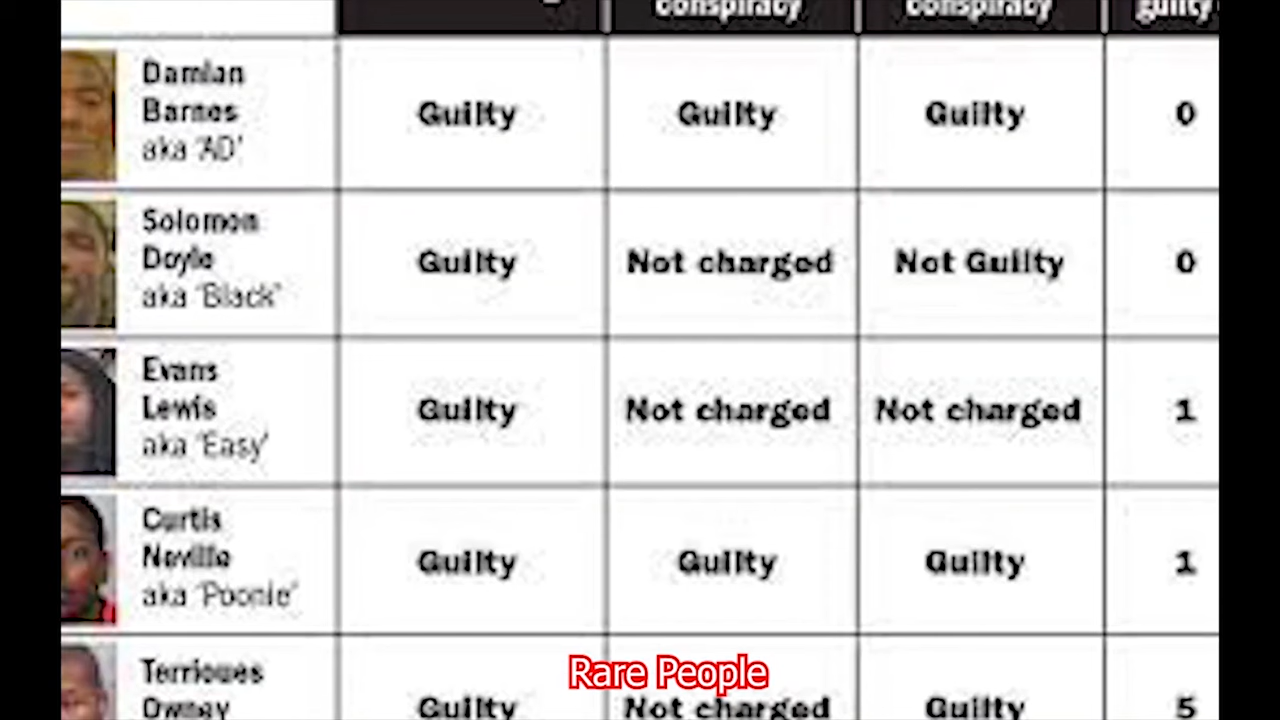 conspiracy conspiracy guilty
Damian
Barnes
aka 'AD'
Guilty Guilty Guilty 0
Solomon
Doyle
aka 'Black'
Guilty Not charged Not Guilty 0
Evans
Lewis
aka 'Easy'
Guilty Not charged Not charged 1
Curtis
Neville
aka 'Poonie'
Guilty Guilty Guilty 1
Terrioues
Owney
Guilty Not charged Guilty 5
Rare People